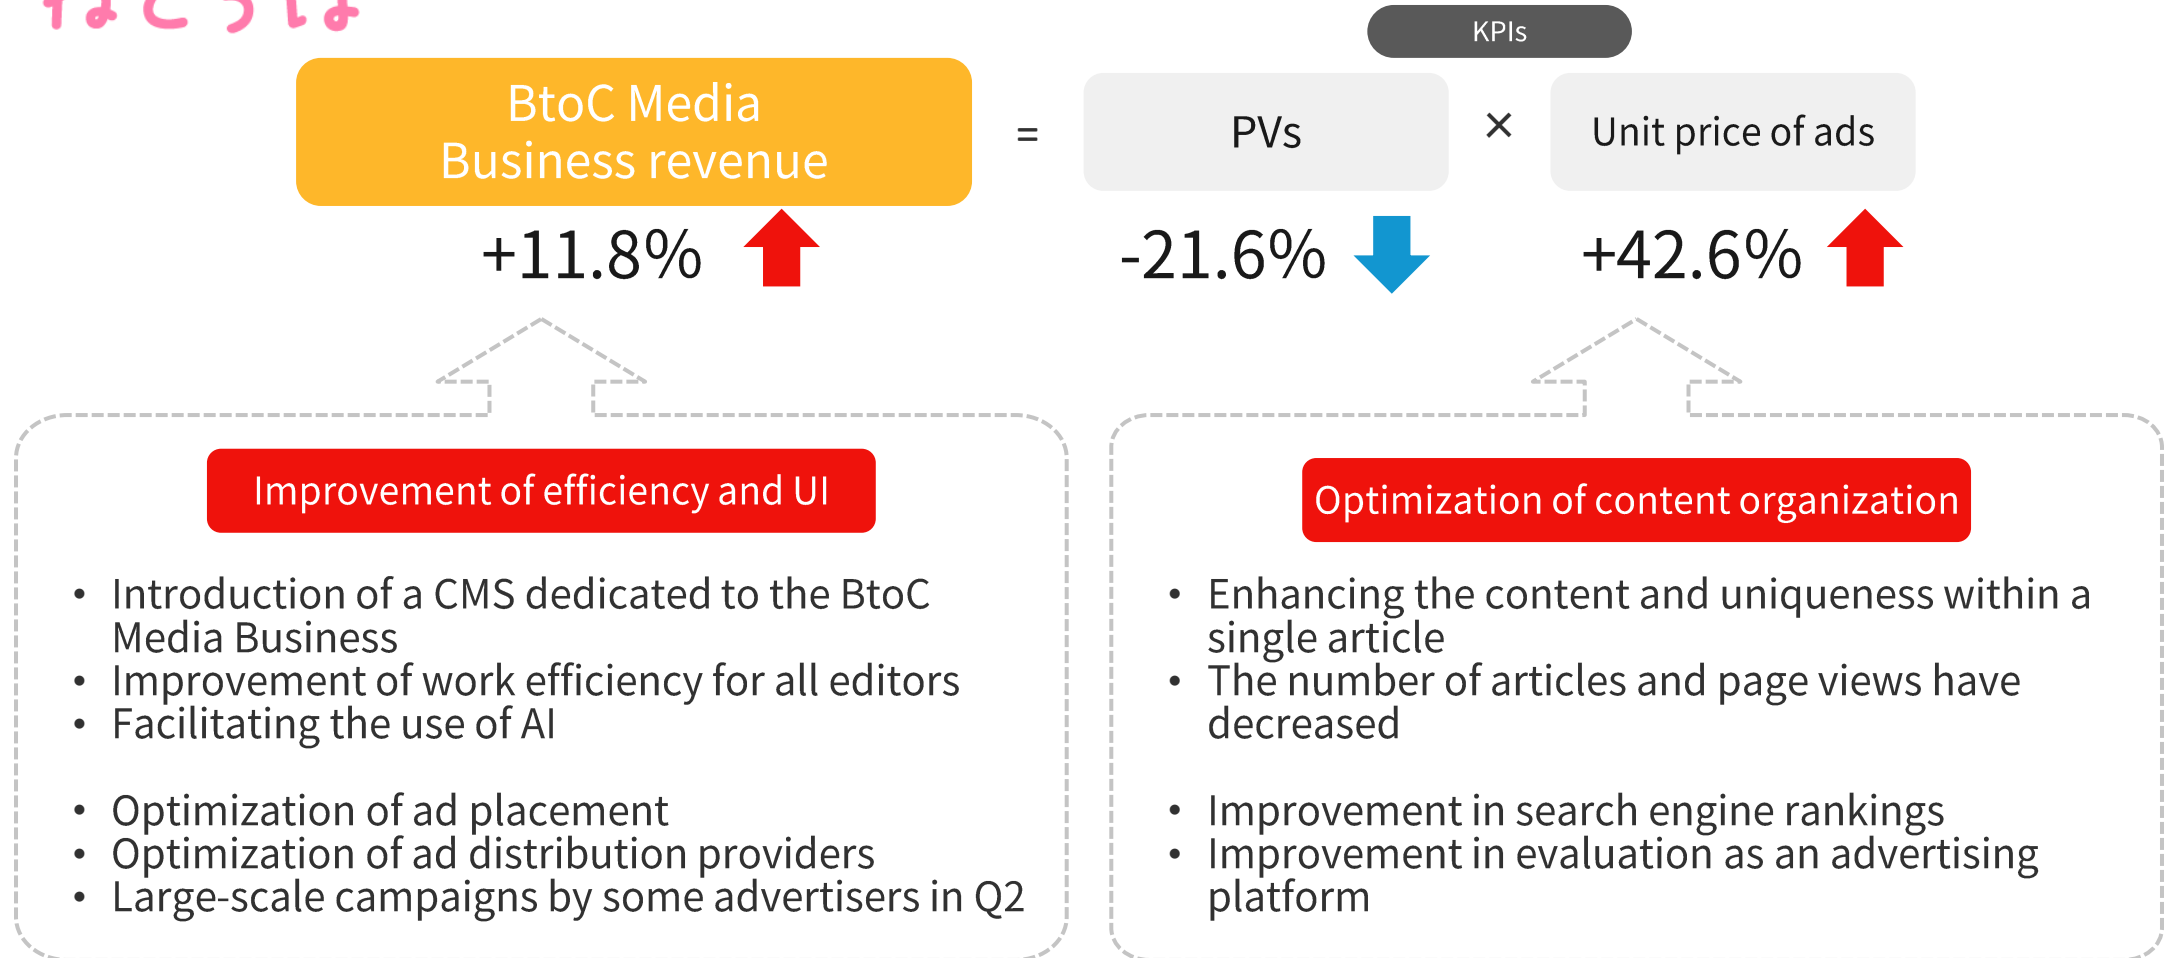 ねとらぼ
KPIs
BtoC Media
Business revenue
=
PVs
×
Unit price of ads
+11.8%
-21.6%
+42.6%
Improvement of efficiency and UI
• Introduction of a CMS dedicated to the BtoC
Media Business
• Improvement of work efficiency for all editors
• Facilitating the use of AI
• Optimization of ad placement
• Optimization of ad distribution providers
• Large-scale campaigns by some advertisers in Q2
Optimization of content organization
• Enhancing the content and uniqueness within a
single article
• The number of articles and page views have
decreased
• Improvement in search engine rankings
• Improvement in evaluation as an advertising
platform